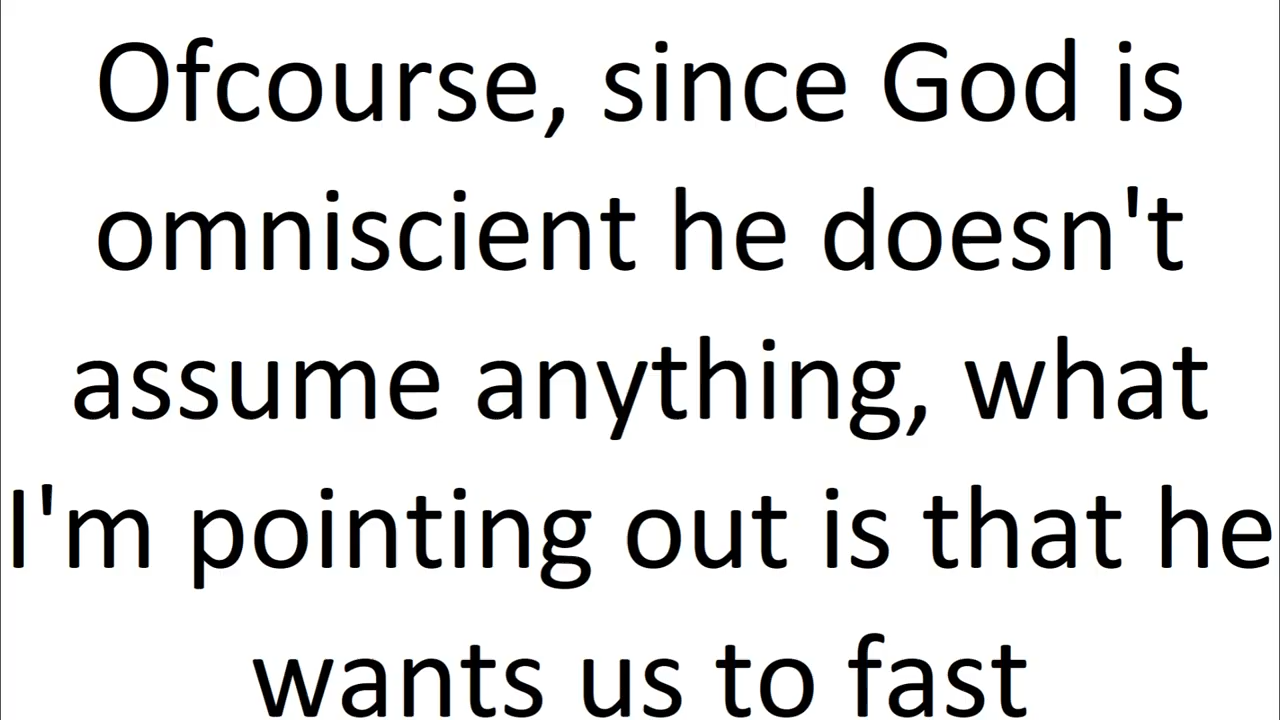 Ofcourse, since God is
omniscient he doesn't
assume anything, what
I'm pointing out is that he
wants us to fast